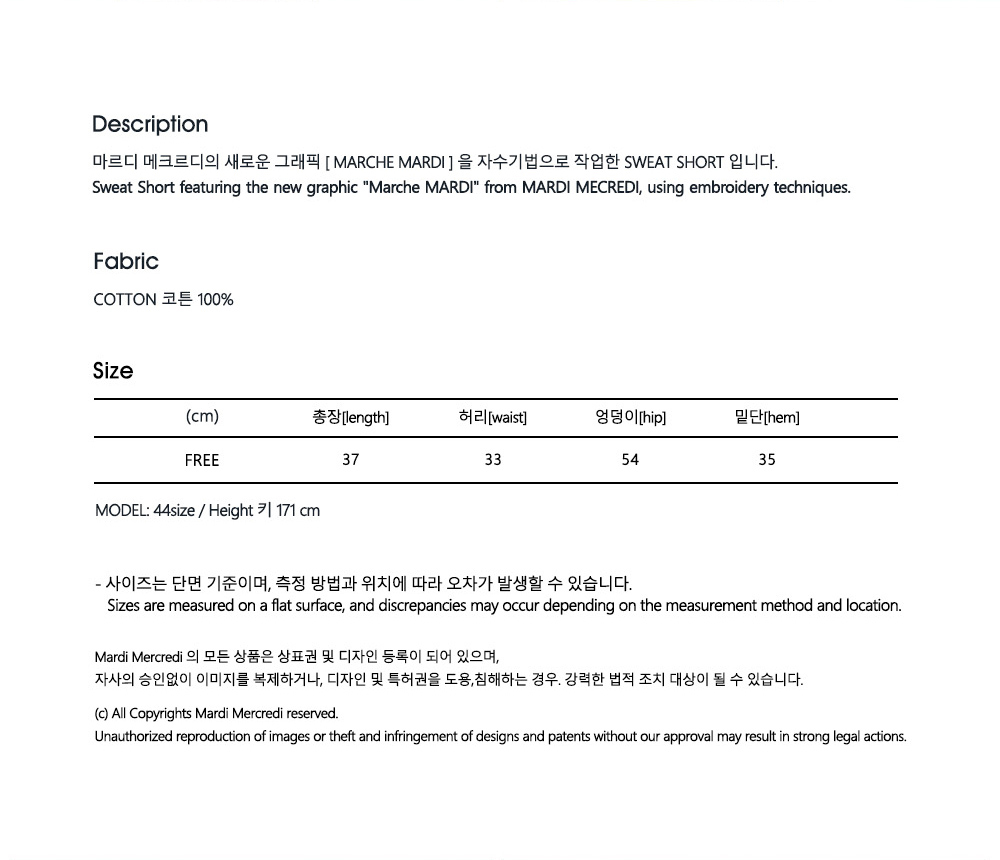 Description
마르디 메크르디의 새로운 그래픽 [ MARCHE MARDI ] 을 자수기법으로 작업한 SWEAT SHORT 입니다.
Sweat Short featuring the new graphic "Marche MARDI" from MARDI MECREDI, using embroidery techniques.
Fabric
COTTON 코튼 100%
Size
(cm) 총장[length] 허리[waist] 엉덩이[hip] 밑단[hem]
FREE 37 33 54 35
MODEL: 44size / Height 키 171 cm
- 사이즈는 단면 기준이며, 측정 방법과 위치에 따라 오차가 발생할 수 있습니다.
Sizes are measured on a flat surface, and discrepancies may occur depending on the measurement method and location.
Mardi Mercredi 의 모든 상품은 상표권 및 디자인 등록이 되어 있으며,
자사의 승인없이 이미지를 복제하거나, 디자인 및 특허권을 도용,침해하는 경우. 강력한 법적 조치 대상이 될 수 있습니다.
(c) All Copyrights Mardi Mercredi reserved.
Unauthorized reproduction of images or theft and infringement of designs and patents without our approval may result in strong legal actions.